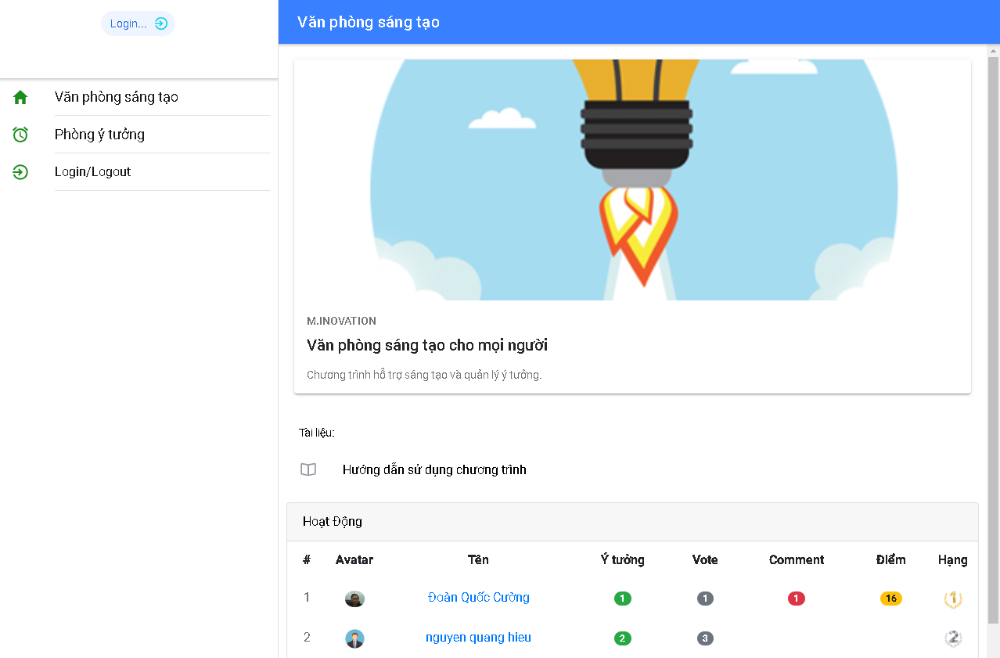 Login...
Văn phòng sáng tạo
Phòng ý tưởng
Login/Logout
Văn phòng sáng tạo
M.INOVATION
Văn phòng sáng tạo cho mọi người
Chương trình hỗ trợ sáng tạo và quản lý ý tưởng.
Tài liệu:
Hướng dẫn sử dụng chương trình
Hoạt Động
# Avatar Tên Ý tưởng Vote Comment Điểm Hạng
1 Đoàn Quốc Cường 1 1 1 16 1
2 nguyen quang hieu 2 3 2